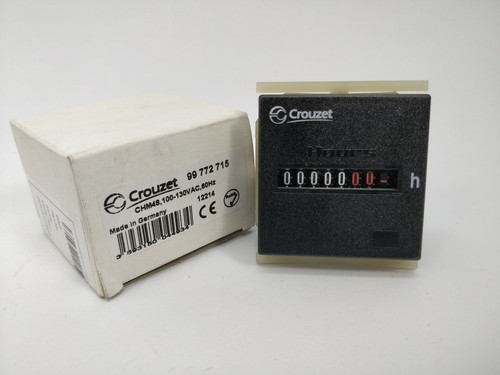 Crouzet
99 772 715
CHM48,100-130VAC,60Hz
Made in Germany
12214
CE
Crouzet
Hours
0000000- h